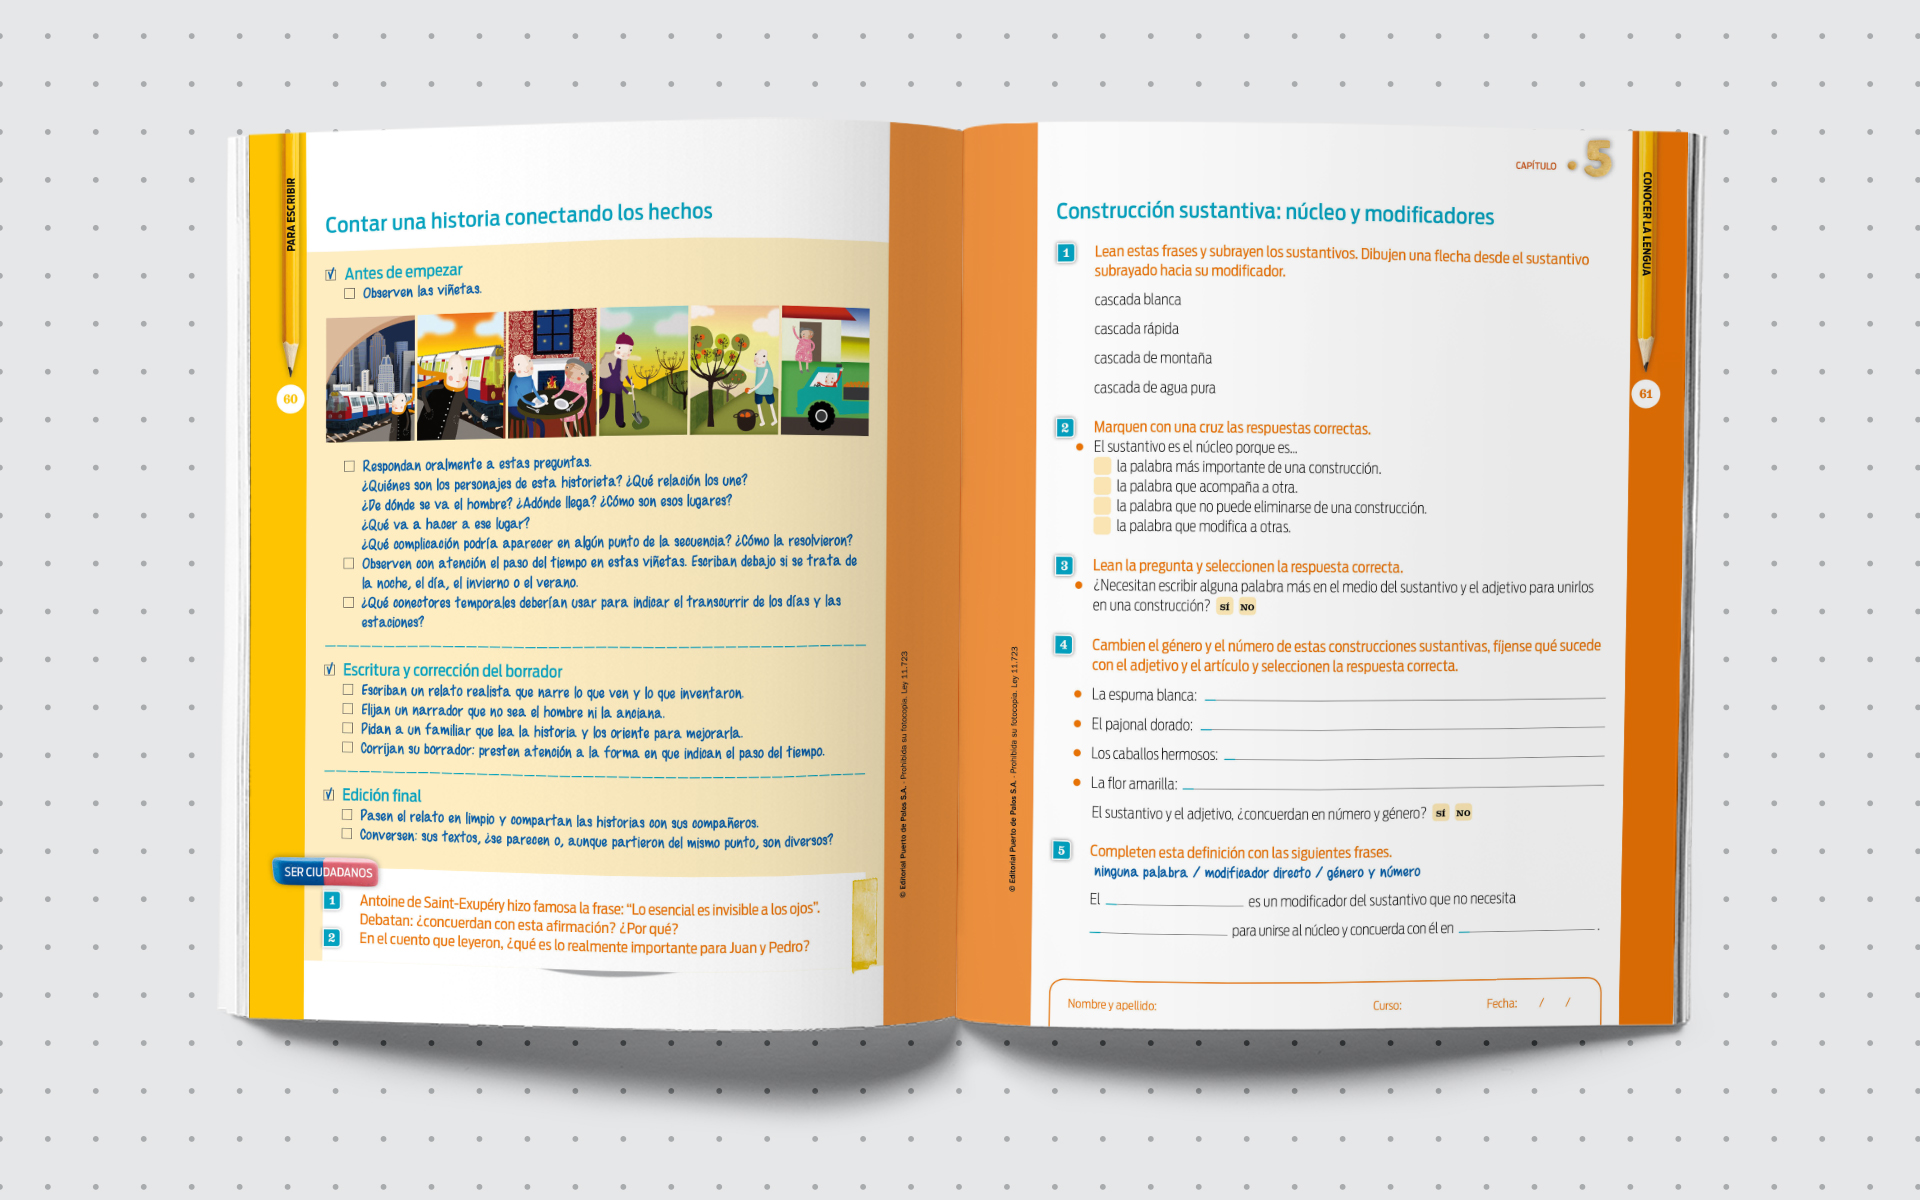 PARA ESCRIBIR
60
Contar una historia conectando los hechos
Antes de empezar
Observen las viñetas.
Respondan oralmente a estas preguntas.
¿Quiénes son los personajes de esta historieta? ¿Qué relación los une?
¿De dónde se va el hombre? ¿Adónde llega? ¿Cómo son esos lugares?
¿Qué va a hacer a ese lugar?
¿Qué complicación podría aparecer en algún punto de la secuencia? ¿Cómo la resolvieron?
Observen con atención el paso del tiempo en estas viñetas. Escriban debajo si se trata de
la noche, el día, el invierno o el verano.
¿Qué conectores temporales deberían usar para indicar el transcurrir de los días y las
estaciones?
Escritura y corrección del borrador
Escriban un relato realista que narre lo que ven y lo que inventaron.
Elijan un narrador que no sea el hombre ni la anciana.
Pidan a un familiar que lea la historia y los oriente para mejorarla.
Corrijan su borrador: presten atención a la forma en que indican el paso del tiempo.
Edición final
Pasen el relato en limpio y compartan las historias con sus compañeros.
Conversen: sus textos, ¿se parecen o, aunque partieron del mismo punto, son diversos?
SER CIUDADANOS
1 Antoine de Saint-Exupéry hizo famosa la frase: “Lo esencial es invisible a los ojos”.
Debatan: ¿concuerdan con esta afirmación? ¿Por qué?
2 En el cuento que leyeron, ¿qué es lo realmente importante para Juan y Pedro?
© Editorial Puerto de Palos S.A. - Prohibida su fotocopia. Ley 11.723
© Editorial Puerto de Palos S.A. - Prohibida su fotocopia. Ley 11.723
CAPÍTULO 5
CONOCER LA LENGUA
61
Construcción sustantiva: núcleo y modificadores
1 Lean estas frases y subrayen los sustantivos. Dibujen una flecha desde el sustantivo
subrayado hacia su modificador.
cascada blanca
cascada rápida
cascada de montaña
cascada de agua pura
2 Marquen con una cruz las respuestas correctas.
El sustantivo es el núcleo porque es...
la palabra más importante de una construcción.
la palabra que acompaña a otra.
la palabra que no puede eliminarse de una construcción.
la palabra que modifica a otras.
3 Lean la pregunta y seleccionen la respuesta correcta.
¿Necesitan escribir alguna palabra más en el medio del sustantivo y el adjetivo para unirlos
en una construcción? SÍ NO
4 Cambien el género y el número de estas construcciones sustantivas, fíjense qué sucede
con el adjetivo y el artículo y seleccionen la respuesta correcta.
La espuma blanca:
El pajonal dorado:
Los caballos hermosos:
La flor amarilla:
El sustantivo y el adjetivo, ¿concuerdan en número y género? SÍ NO
5 Completen esta definición con las siguientes frases.
ninguna palabra / modificador directo / género y número
El es un modificador del sustantivo que no necesita
para unirse al núcleo y concuerda con él en .
Nombre y apellido: Curso: Fecha: / /